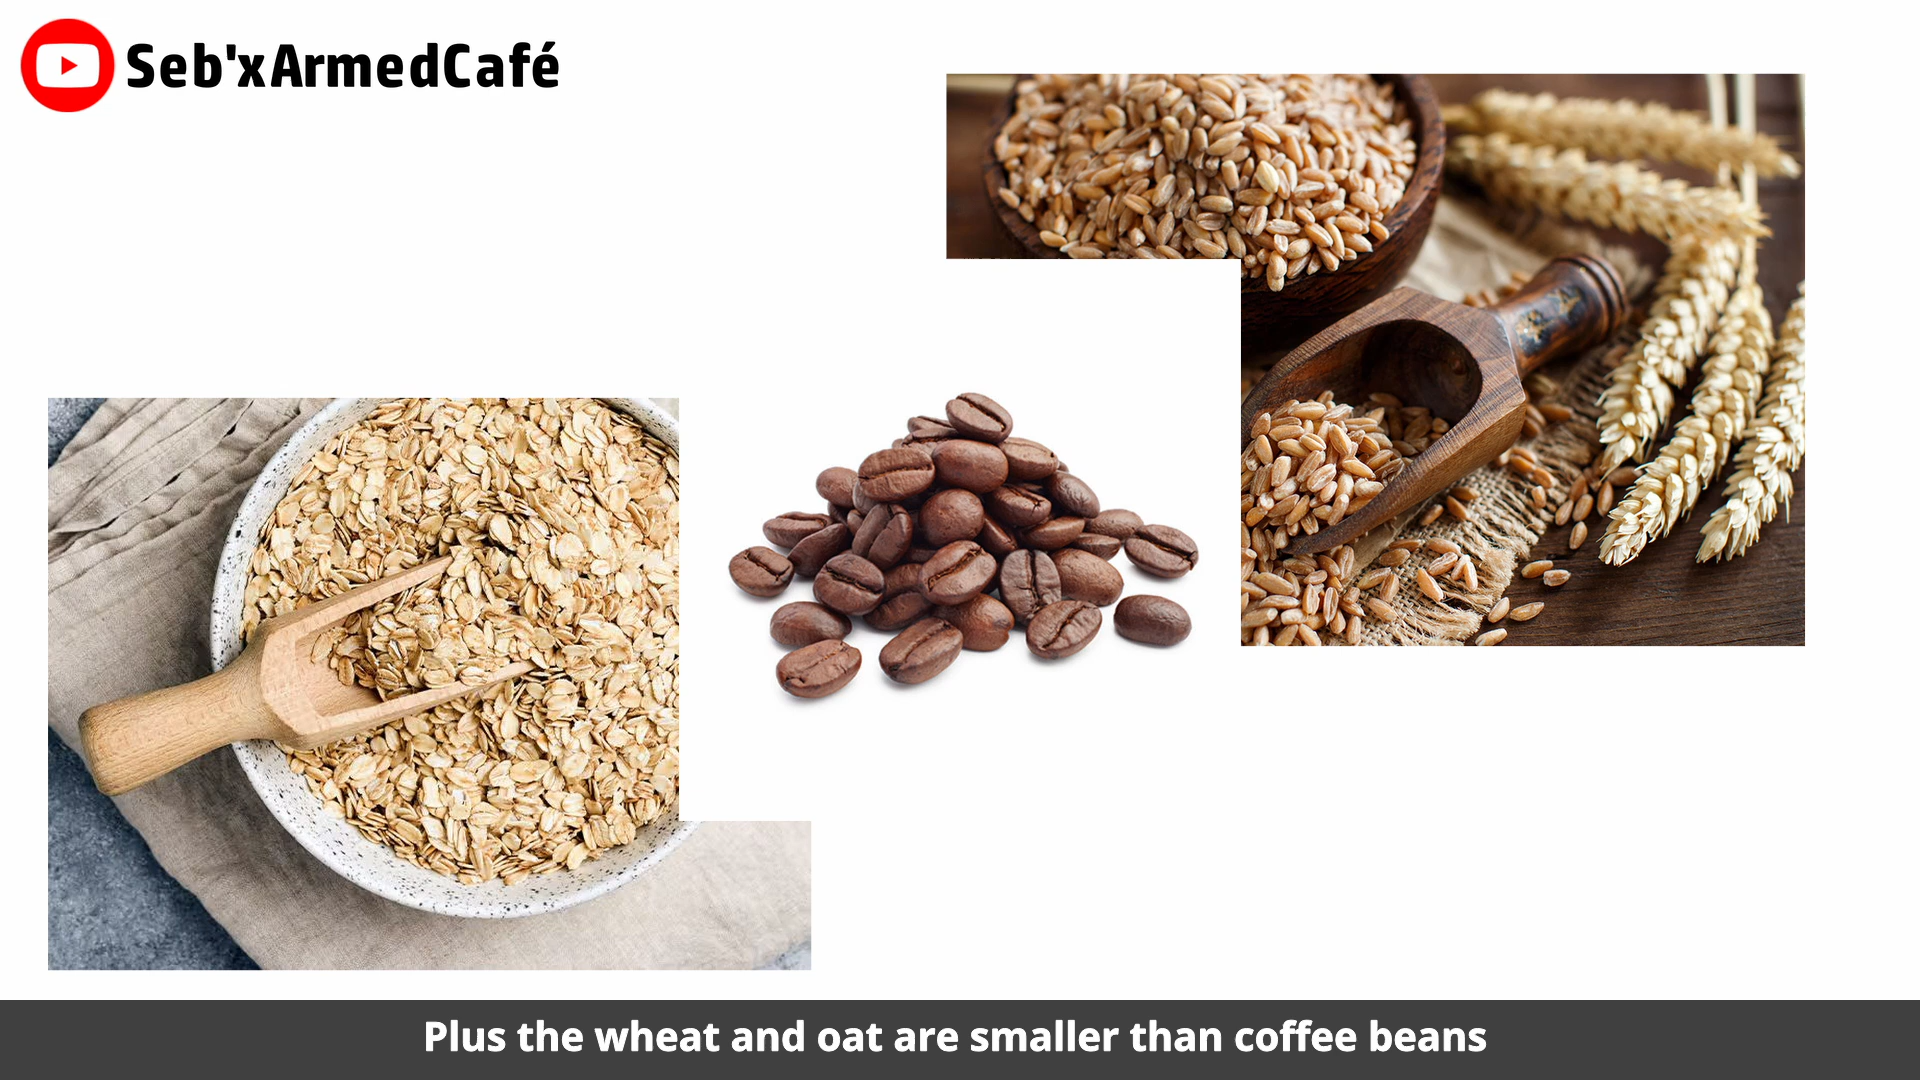 Seb'xArmedCafé
Plus the wheat and oat are smaller than coffee beans